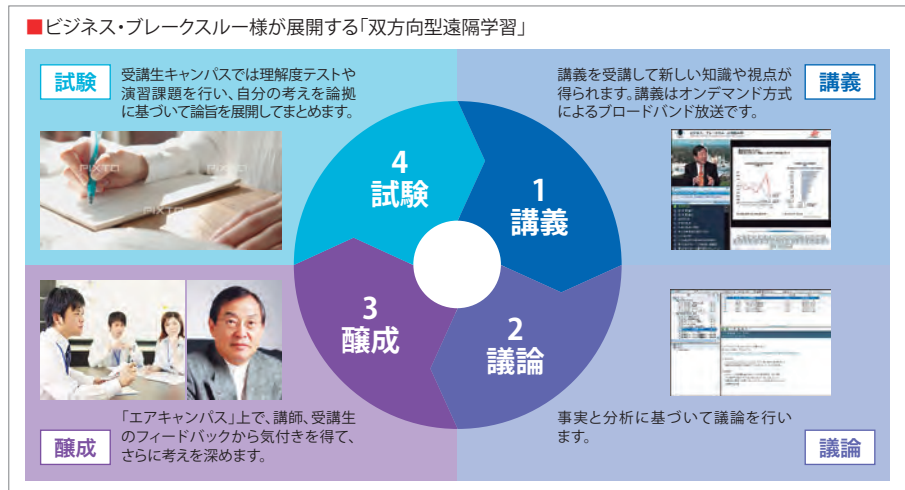 ■ビジネス・ブレークスルー様が展開する「双方向型遠隔学習」
試験
受講生キャンパスでは理解度テストや
演習課題を行い、自分の考えを論拠
に基づいて論旨を展開してまとめます。
PIXTA
PIXTA
講義を受講して新しい知識や視点が
得られます。講義はオンデマンド方式
によるブロードバンド放送です。
講義
4
試験
1
講義
3
醸成
2
議論
醸成
「エアキャンパス」上で、講師、受講生
のフィードバックから気付きを得て、
さらに考えを深めます。
事実と分析に基づいて議論を行い
ます。
議論